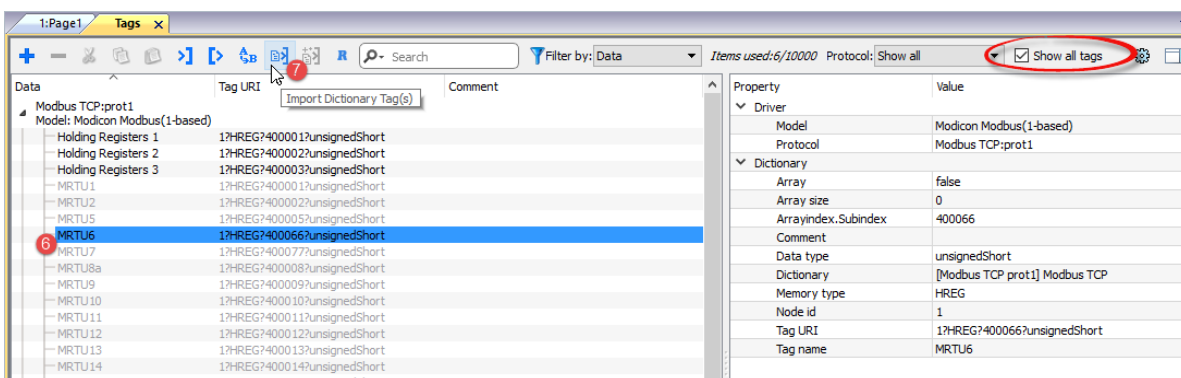 1:Page1 Tags x
R Search Filter by: Data Items used:6/10000 Protocol: Show all Show all tags
7
Import Dictionary Tag(s)
Data Tag URI Comment
Modbus TCP:prot1
Model: Modicon Modbus(1-based)
Holding Registers 1 1?HREG?400001?unsignedShort
Holding Registers 2 1?HREG?400002?unsignedShort
Holding Registers 3 1?HREG?400003?unsignedShort
MRTU1 1?HREG?400001?unsignedShort
MRTU2 1?HREG?400002?unsignedShort
MRTU5 1?HREG?400005?unsignedShort
6 MRTU6 1?HREG?400066?unsignedShort
MRTU7 1?HREG?400077?unsignedShort
MRTU8a 1?HREG?400008?unsignedShort
MRTU9 1?HREG?400009?unsignedShort
MRTU10 1?HREG?400010?unsignedShort
MRTU11 1?HREG?400011?unsignedShort
MRTU12 1?HREG?400012?unsignedShort
MRTU13 1?HREG?400013?unsignedShort
MRTU14 1?HREG?400014?unsignedShort
Property Value
Driver
Model Modicon Modbus(1-based)
Protocol Modbus TCP:prot1
Dictionary
Array false
Array size 0
Arrayindex.Subindex 400066
Comment
Data type unsignedShort
Dictionary [Modbus TCP prot1] Modbus TCP
Memory type HREG
Node id 1
Tag URI 1?HREG?400066?unsignedShort
Tag name MRTU6